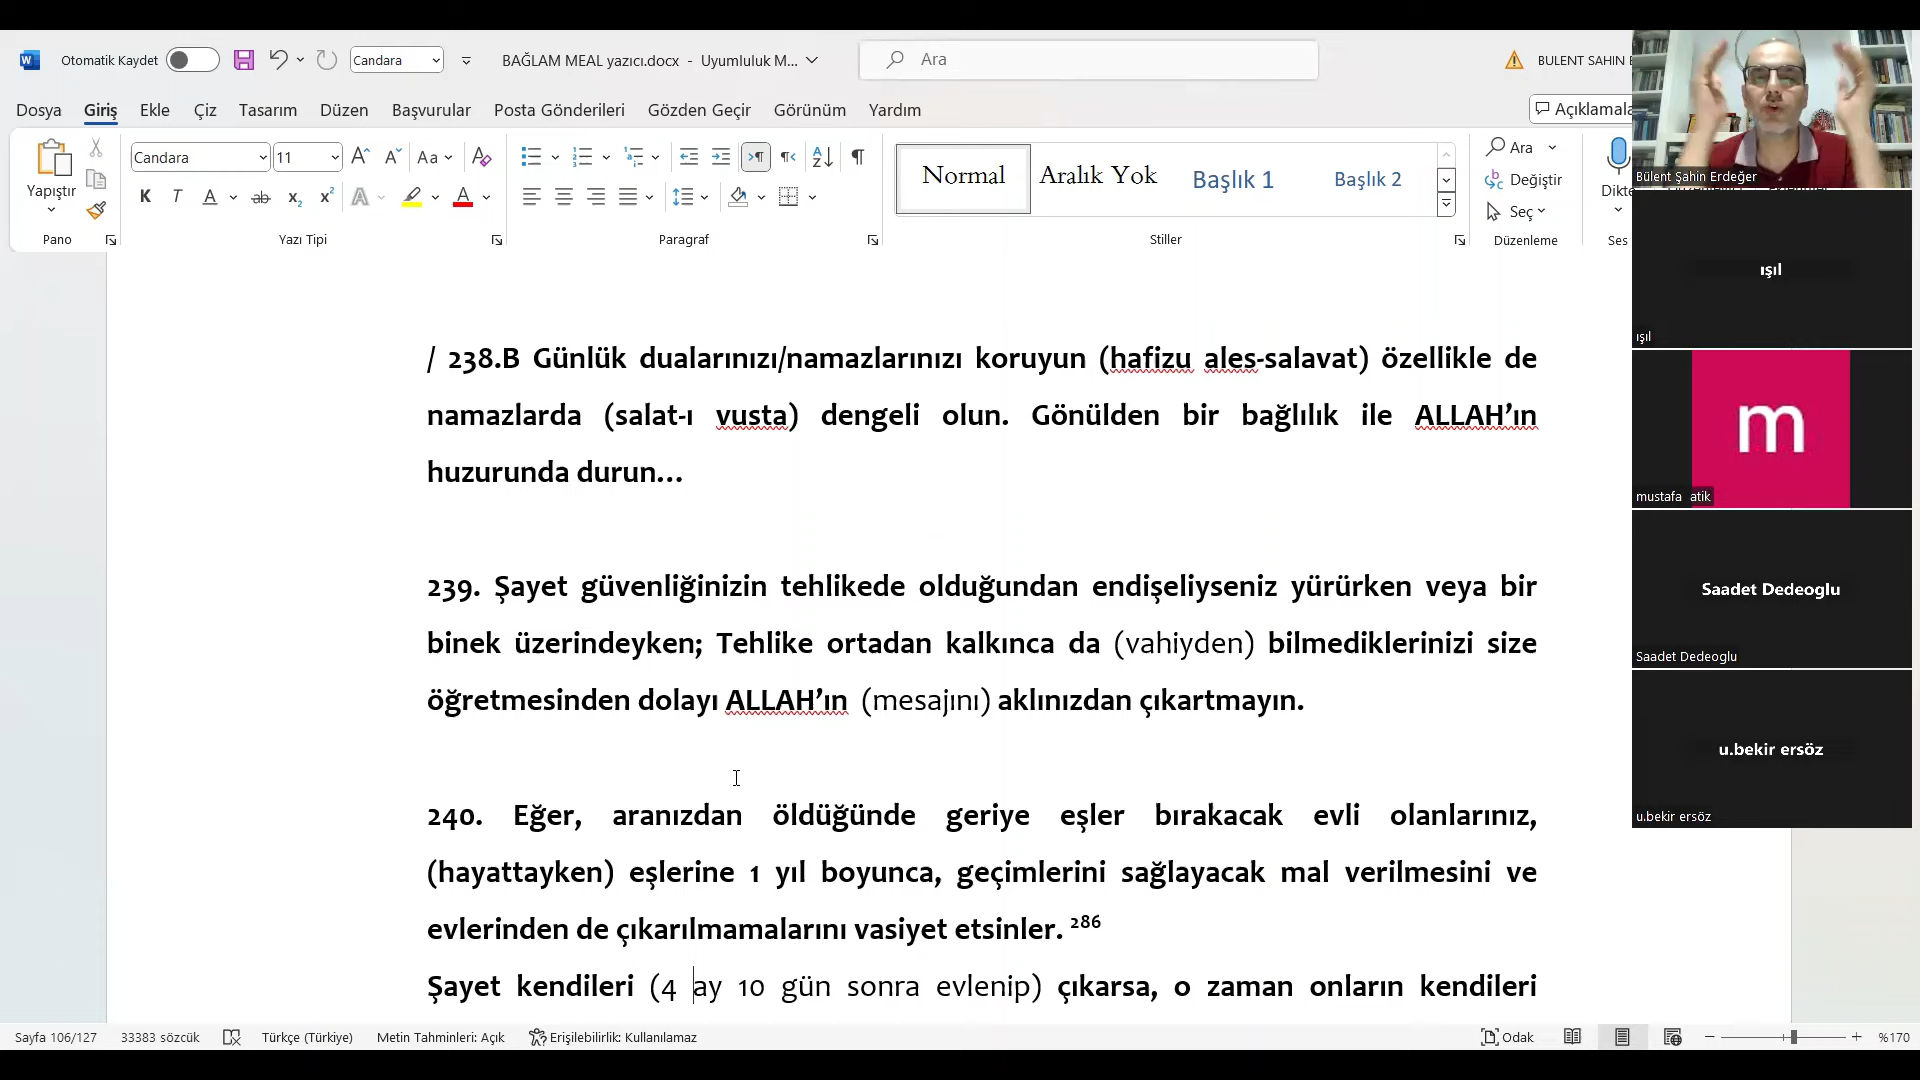 Otomatik Kaydet
Candara
BAĞLAM MEAL yazıcı.docx - Uyumluluk M...
Ara
BULENT SAHIN E
Dosya Giriş Ekle Çiz Tasarım Düzen Başvurular Posta Gönderileri Gözden Geçir Görünüm Yardım
Açıklamala
Yapıştır
Pano
Candara 11
Aa
K T A ab x₂ x² A A
Yazı Tipi
Paragraf
Normal Aralık Yok Başlık 1 Başlık 2
Stiller
Ara
Değiştir
Seç
Düzenleme
Dikte
Ses
Bülent Şahin Erdeğer
ışıl
ışıl
m
mustafa atik
Saadet Dedeoglu
Saadet Dedeoglu
u.bekir ersöz
u.bekir ersöz
/ 238.B Günlük dualarınızı/namazlarınızı koruyun (hafizu ales-salavat) özellikle de
namazlarda (salat-ı vusta) dengeli olun. Gönülden bir bağlılık ile ALLAH’ın
huzurunda durun...
239. Şayet güvenliğinizin tehlikede olduğundan endişeliyseniz yürürken veya bir
binek üzerindeyken; Tehlike ortadan kalkınca da (vahiyden) bilmediklerinizi size
öğretmesinden dolayı ALLAH’ın (mesajını) aklınızdan çıkartmayın.
240. Eğer, aranızdan öldüğünde geriye eşler bırakacak evli olanlarınız,
(hayattayken) eşlerine 1 yıl boyunca, geçimlerini sağlayacak mal verilmesini ve
evlerinden de çıkarılmamalarını vasiyet etsinler. ²⁸⁶
Şayet kendileri (4 ay 10 gün sonra evlenip) çıkarsa, o zaman onların kendileri
Sayfa 106/127 33383 sözcük Türkçe (Türkiye) Metin Tahminleri: Açık Erişilebilirlik: Kullanılamaz Odak %170